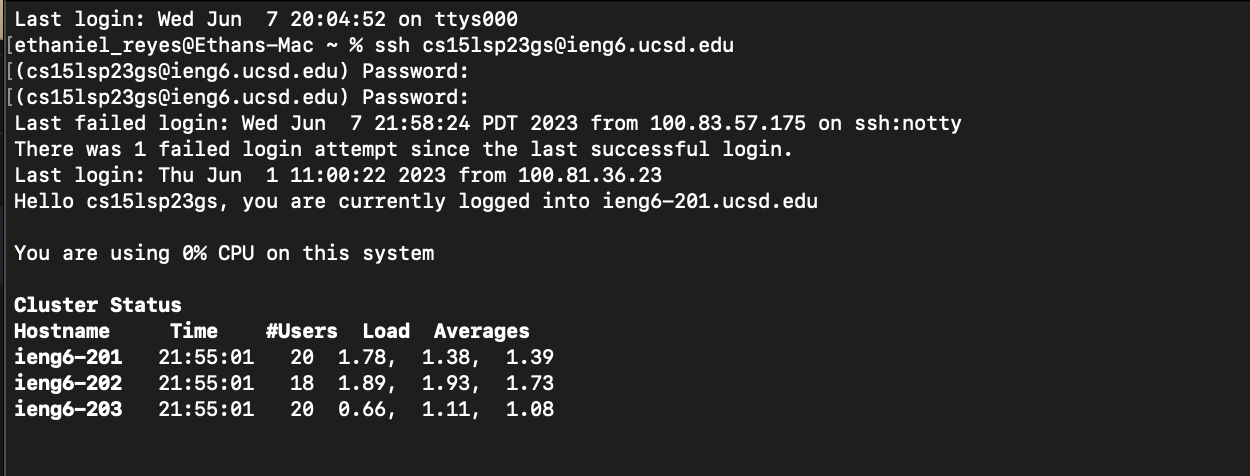 Last login: Wed Jun  7 20:04:52 on ttys000
[ethaniel_reyes@Ethans-Mac ~ % ssh cs15lsp23gs@ieng6.ucsd.edu
[(cs15lsp23gs@ieng6.ucsd.edu) Password:
[(cs15lsp23gs@ieng6.ucsd.edu) Password:
Last failed login: Wed Jun  7 21:58:24 PDT 2023 from 100.83.57.175 on ssh:notty
There was 1 failed login attempt since the last successful login.
Last login: Thu Jun  1 11:00:22 2023 from 100.81.36.23
Hello cs15lsp23gs, you are currently logged into ieng6-201.ucsd.edu
You are using 0% CPU on this system
Cluster Status
Hostname     Time    #Users  Load  Averages
ieng6-201   21:55:01   20  1.78,  1.38,  1.39
ieng6-202   21:55:01   18  1.89,  1.93,  1.73
ieng6-203   21:55:01   20  0.66,  1.11,  1.08